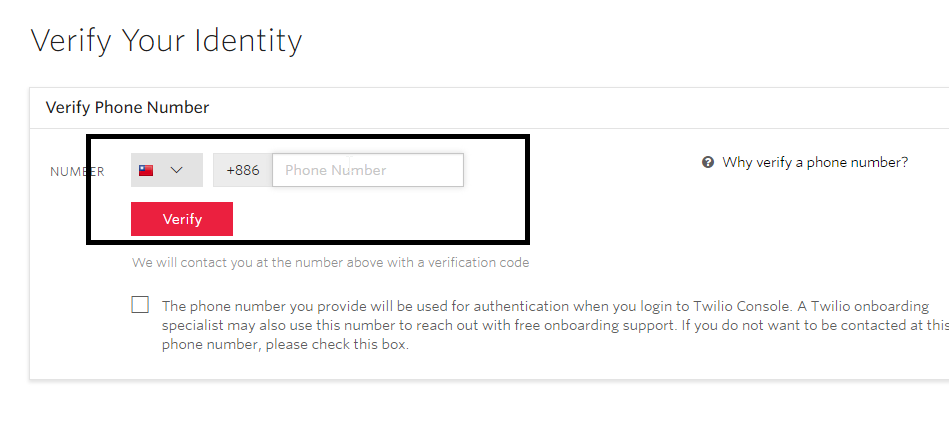 Verify Your Identity
Verify Phone Number
NUMBER
+886
Phone Number
Why verify a phone number?
Verify
We will contact you at the number above with a verification code
The phone number you provide will be used for authentication when you login to Twilio Console. A Twilio onboarding
specialist may also use this number to reach out with free onboarding support. If you do not want to be contacted at this
phone number, please check this box.